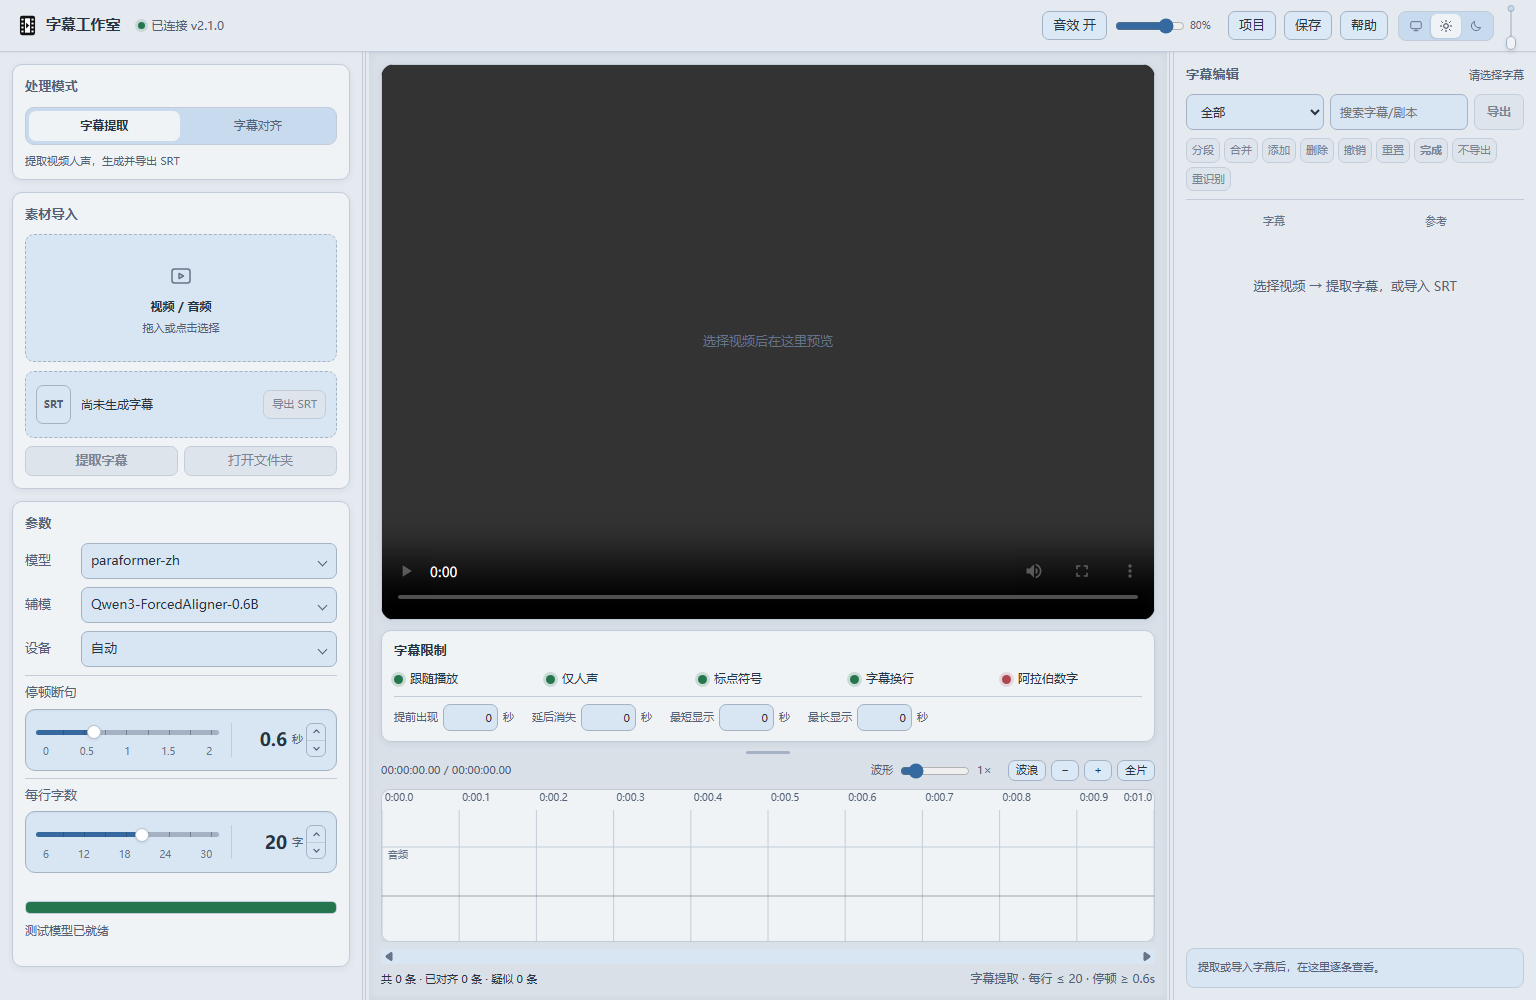 字幕工作室
已连接 v2.1.0
音效 开
80%
项目
保存
帮助
处理模式
字幕提取
字幕对齐
提取视频人声，生成并导出 SRT
素材导入
视频 / 音频
拖入或点击选择
SRT
尚未生成字幕
导出 SRT
提取字幕
打开文件夹
参数
模型
paraformer-zh
辅模
Qwen3-ForcedAligner-0.6B
设备
自动
停顿断句
0
0.5
1
1.5
2
0.6 秒
每行字数
6
12
18
24
30
20 字
测试模型已就绪
选择视频后在这里预览
0:00
字幕限制
跟随播放
仅人声
标点符号
字幕换行
阿拉伯数字
提前出现 0 秒
延后消失 0 秒
最短显示 0 秒
最长显示 0 秒
00:00:00.00 / 00:00:00.00
波形
1×
波浪
−
+
全片
0:00.0
0:00.1
0:00.2
0:00.3
0:00.4
0:00.5
0:00.6
0:00.7
0:00.8
0:00.9
0:01.0
音频
共 0 条 · 已对齐 0 条 · 疑似 0 条
字幕提取 · 每行 ≤ 20 · 停顿 ≥ 0.6s
字幕编辑
请选择字幕
全部
搜索字幕/剧本
导出
分段
合并
添加
删除
撤销
重置
完成
不导出
重识别
字幕
参考
选择视频 → 提取字幕，或导入 SRT
提取或导入字幕后，在这里逐条查看。